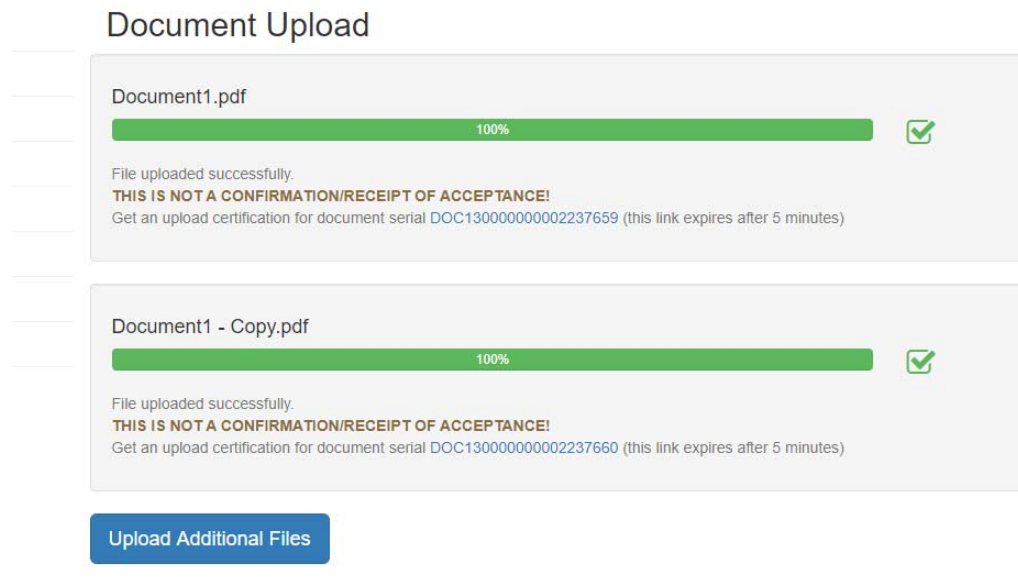 Document Upload
Document1.pdf
100%
File uploaded successfully.
THIS IS NOT A CONFIRMATION/RECEIPT OF ACCEPTANCE!
Get an upload certification for document serial DOC130000000002237659 (this link expires after 5 minutes)
Document1 - Copy.pdf
100%
File uploaded successfully.
THIS IS NOT A CONFIRMATION/RECEIPT OF ACCEPTANCE!
Get an upload certification for document serial DOC130000000002237660 (this link expires after 5 minutes)
Upload Additional Files